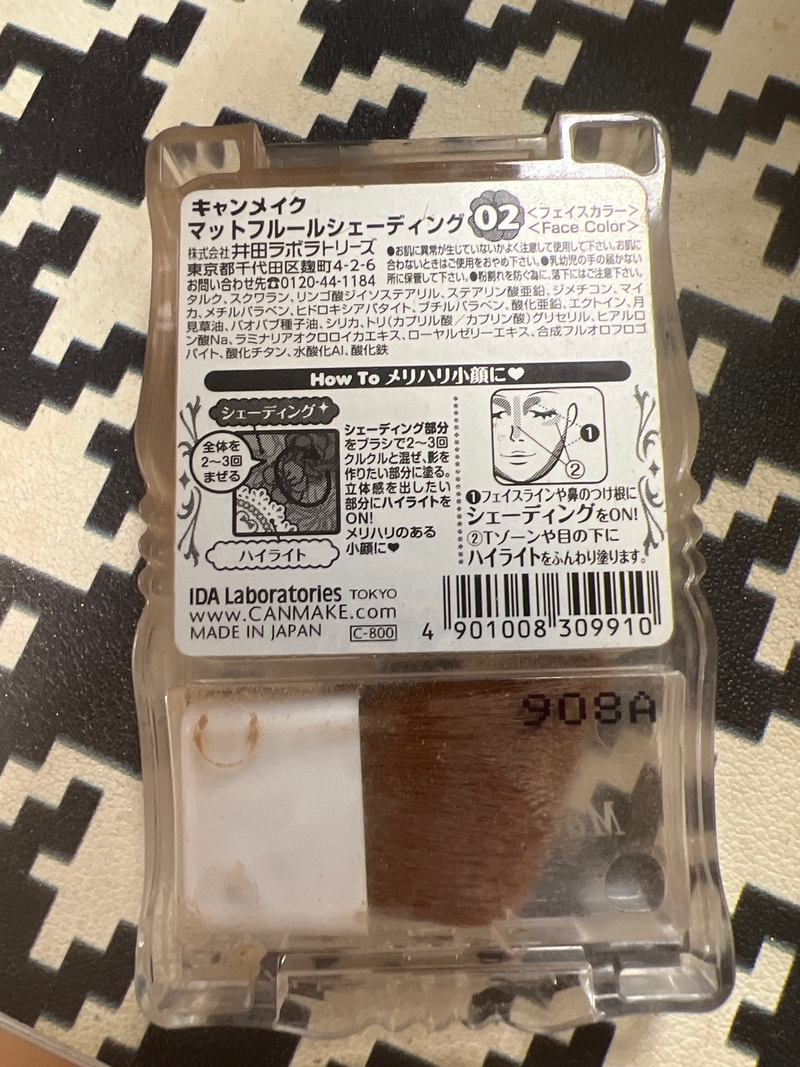 キャンメイク
マットフルールシェーディング 02 <フェイスカラー>
<Face Color>
株式会社 井田ラボラトリーズ
東京都千代田区麹町4-2-6
お問い合わせ先☎0120-44-1184
●お肌に異常が生じていないかよく注意して使用して下さい。お肌に
合わないときはご使用をおやめ下さい。●乳幼児の手の届かない
所に保管して下さい。●粉割れを防ぐ為に、落下にはご注意下さい。
タルク、スクワラン、リンゴ酸ジイソステアリル、ステアリン酸亜鉛、ジメチコン、マイ
カ、メチルパラベン、ヒドロキシアパタイト、ブチルパラベン、酸化亜鉛、エクトイン、月
見草油、バオバブ種子油、シリカ、トリ(カプリル酸/カプリン酸)グリセリル、ヒアルロ
ン酸Na、ラミナリアオクロロイカエキス、ローヤルゼリーエキス、合成フルオロフロゴ
パイト、酸化チタン、水酸化Al、酸化鉄
How To メリハリ小顔に♥
シェーディング
全体を
2~3回
まぜる
ハイライト
シェーディング部分
をブラシで2~3回
クルクルと混ぜ、影を
作りたい部分に塗る。
立体感を出したい
部分にハイライトを
ON!
メリハリのある
小顔に♥
❶
②
❶フェイスラインや鼻のつけ根に
シェーディングをON!
②Tゾーンや目の下に
ハイライトをふんわり塗ります。
IDA Laboratories TOKYO
www.CANMAKE.com
MADE IN JAPAN C-800
4 901008 309910
908A